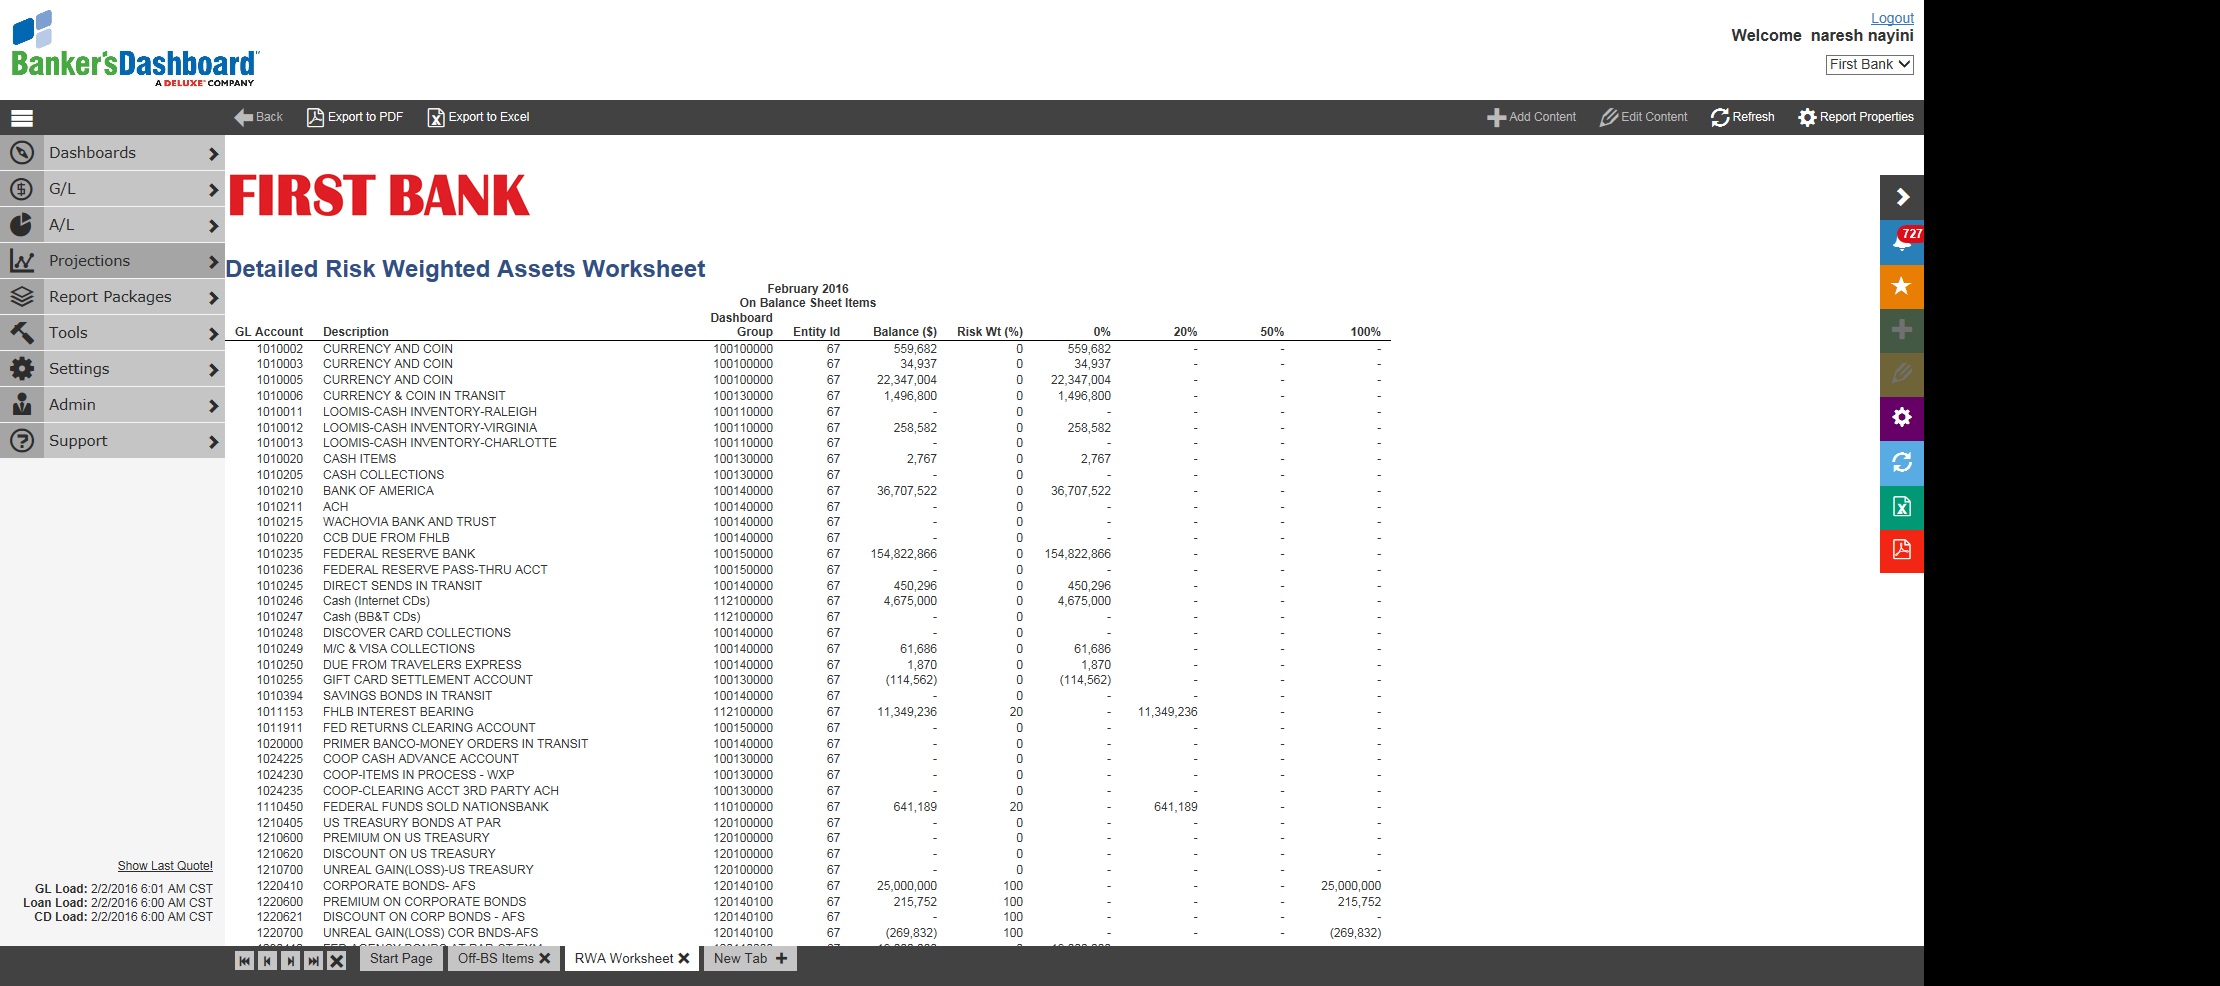 Banker'sDashboard
A DELUXE COMPANY
Logout
Welcome naresh nayini
First Bank
Back Export to PDF Export to Excel Add Content Edit Content Refresh Report Properties
Dashboards
G/L
A/L
Projections
Report Packages
Tools
Settings
Admin
Support
Show Last Quote!
GL Load: 2/2/2016 6:01 AM CST
Loan Load: 2/2/2016 6:00 AM CST
CD Load: 2/2/2016 6:00 AM CST
727
FIRST BANK
Detailed Risk Weighted Assets Worksheet
February 2016
On Balance Sheet Items
Dashboard
GL Account Description Group Entity Id Balance ($) Risk Wt (%) 0% 20% 50% 100%
1010002 CURRENCY AND COIN 100100000 67 559,682 0 559,682 - - -
1010003 CURRENCY AND COIN 100100000 67 34,937 0 34,937 - - -
1010005 CURRENCY AND COIN 100100000 67 22,347,004 0 22,347,004 - - -
1010006 CURRENCY & COIN IN TRANSIT 100130000 67 1,496,800 0 1,496,800 - - -
1010011 LOOMIS-CASH INVENTORY-RALEIGH 100110000 67 - 0 - - - -
1010012 LOOMIS-CASH INVENTORY-VIRGINIA 100110000 67 258,582 0 258,582 - - -
1010013 LOOMIS-CASH INVENTORY-CHARLOTTE 100110000 67 - 0 - - - -
1010020 CASH ITEMS 100130000 67 2,767 0 2,767 - - -
1010205 CASH COLLECTIONS 100130000 67 - 0 - - - -
1010210 BANK OF AMERICA 100140000 67 36,707,522 0 36,707,522 - - -
1010211 ACH 100140000 67 - 0 - - - -
1010215 WACHOVIA BANK AND TRUST 100140000 67 - 0 - - - -
1010220 CCB DUE FROM FHLB 100140000 67 - 0 - - - -
1010235 FEDERAL RESERVE BANK 100150000 67 154,822,866 0 154,822,866 - - -
1010236 FEDERAL RESERVE PASS-THRU ACCT 100150000 67 - 0 - - - -
1010245 DIRECT SENDS IN TRANSIT 100140000 67 450,296 0 450,296 - - -
1010246 Cash (Internet CDs) 112100000 67 4,675,000 0 4,675,000 - - -
1010247 Cash (BB&T CDs) 112100000 67 - 0 - - - -
1010248 DISCOVER CARD COLLECTIONS 100140000 67 - 0 - - - -
1010249 M/C & VISA COLLECTIONS 100140000 67 61,686 0 61,686 - - -
1010250 DUE FROM TRAVELERS EXPRESS 100140000 67 1,870 0 1,870 - - -
1010255 GIFT CARD SETTLEMENT ACCOUNT 100130000 67 (114,562) 0 (114,562) - - -
1010394 SAVINGS BONDS IN TRANSIT 100140000 67 - 0 - - - -
1011153 FHLB INTEREST BEARING 112100000 67 11,349,236 20 - 11,349,236 - -
1011911 FED RETURNS CLEARING ACCOUNT 100150000 67 - 0 - - - -
1020000 PRIMER BANCO-MONEY ORDERS IN TRANSIT 100140000 67 - 0 - - - -
1024225 COOP CASH ADVANCE ACCOUNT 100130000 67 - 0 - - - -
1024230 COOP-ITEMS IN PROCESS - WXP 100130000 67 - 0 - - - -
1024235 COOP-CLEARING ACCT 3RD PARTY ACH 100130000 67 - 0 - - - -
1110450 FEDERAL FUNDS SOLD NATIONSBANK 110100000 67 641,189 20 - 641,189 - -
1210405 US TREASURY BONDS AT PAR 120100000 67 - 0 - - - -
1210600 PREMIUM ON US TREASURY 120100000 67 - 0 - - - -
1210620 DISCOUNT ON US TREASURY 120100000 67 - 0 - - - -
1210700 UNREAL GAIN(LOSS)-US TREASURY 120100000 67 - 0 - - - -
1220410 CORPORATE BONDS- AFS 120140100 67 25,000,000 100 - - - 25,000,000
1220600 PREMIUM ON CORPORATE BONDS 120140100 67 215,752 100 - - - 215,752
1220621 DISCOUNT ON CORP BONDS - AFS 120140100 67 - 100 - - - -
1220700 UNREAL GAIN(LOSS) COR BNDS-AFS 120140100 67 (269,832) 100 - - - (269,832)
Start Page Off-BS Items RWA Worksheet New Tab